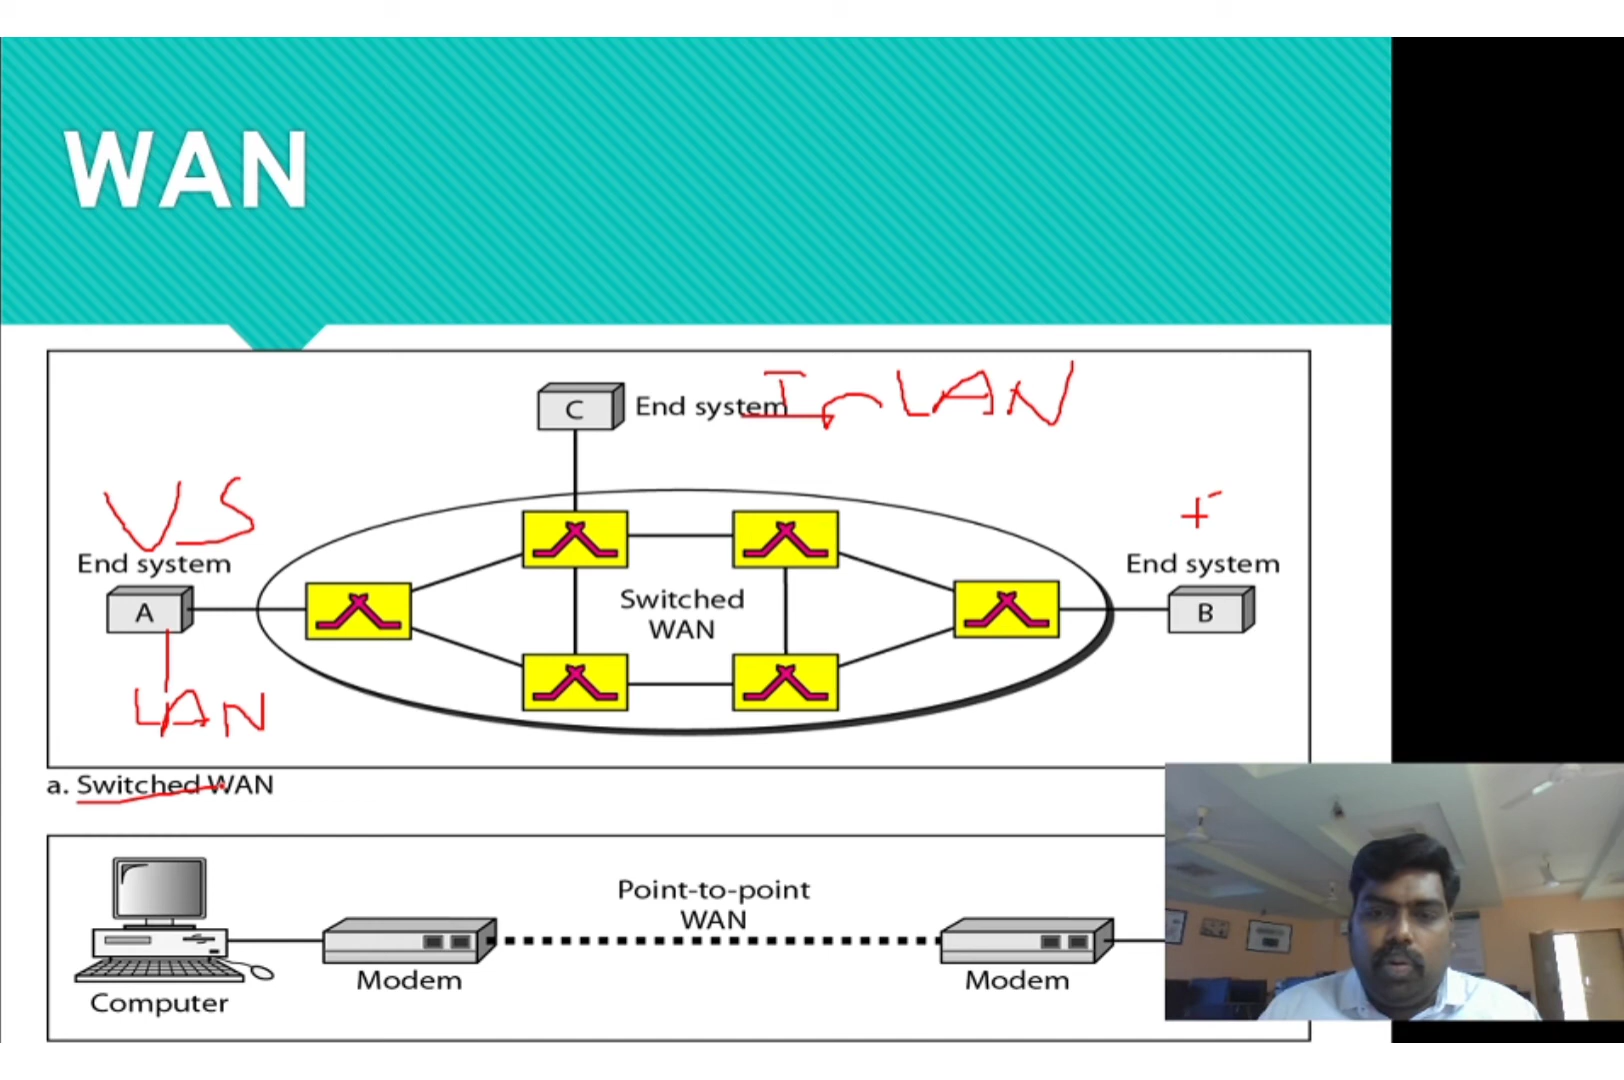 WAN
C
End system
LAN
VS
End system
End system
A
Switched
WAN
B
LAN
a. Switched WAN
Point-to-point
WAN
Modem
Modem
Computer